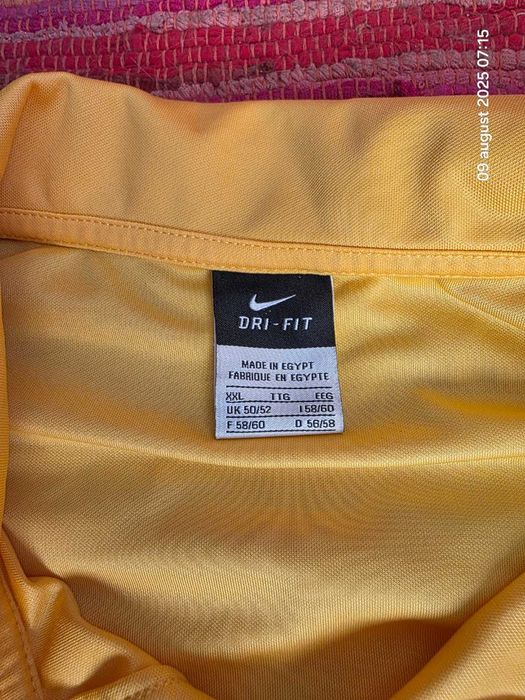 09 august 2025 07:15
DRI-FIT
MADE IN EGYPT
FABRIQUE EN EGYPTE
XXL TTG EEG
UK 50/52 I 58/60
F 58/60 D 56/58